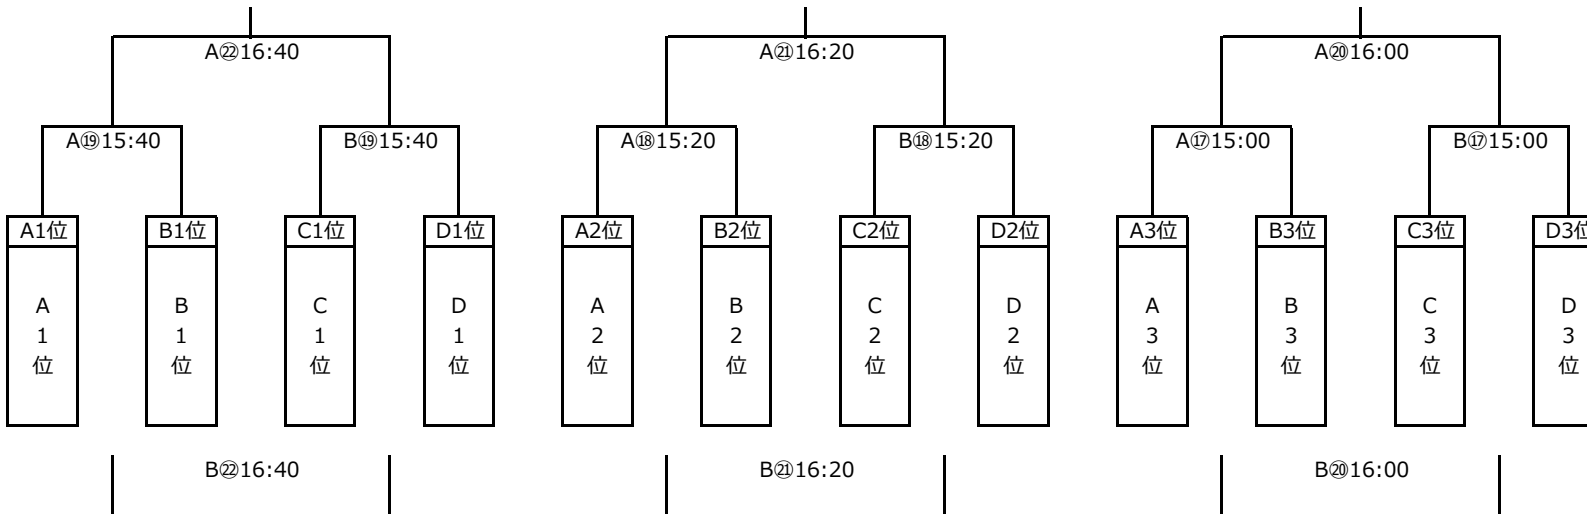 A㉒16:40 A㉑16:20 A⑳16:00
A⑲15:40 B⑲15:40 A⑱15:20 B⑱15:20 A⑰15:00 B⑰15:00
A1位 B1位 C1位 D1位 A2位 B2位 C2位 D2位 A3位 B3位 C3位 D3位
A B C D A B C D A B C D
1 1 1 1 2 2 2 2 3 3 3 3
位 位 位 位 位 位 位 位 位 位 位 位
B㉒16:40 B㉑16:20 B⑳16:00